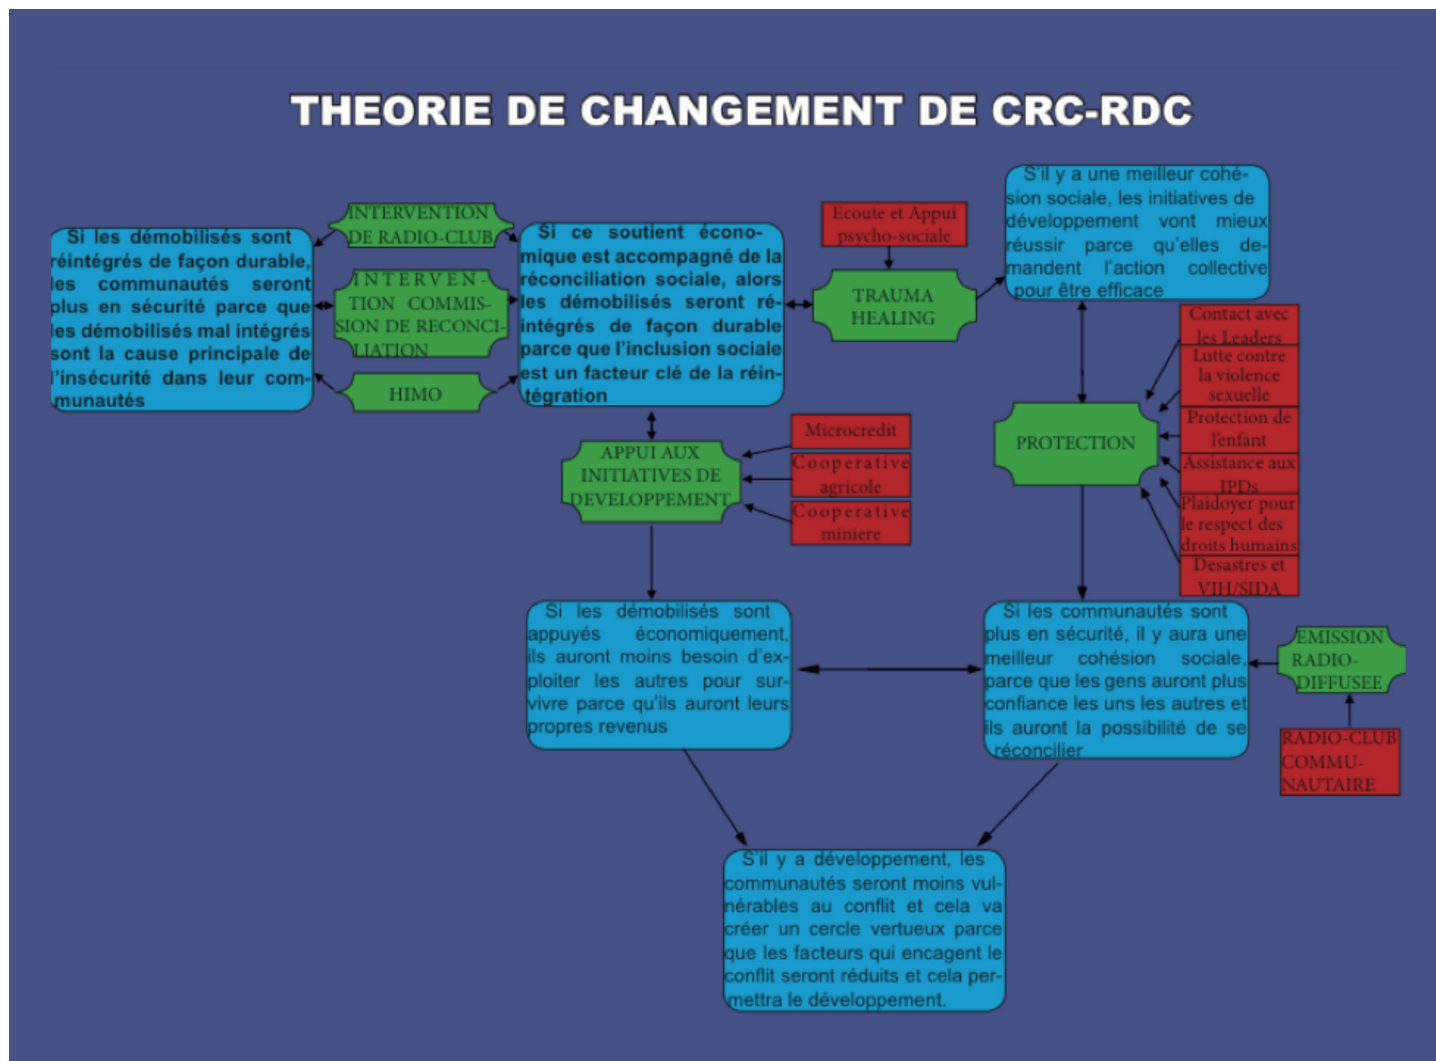 THEORIE DE CHANGEMENT DE CRC-RDC
Si les démobilisés sont
réintégrés de façon durable,
les communautés seront
plus en sécurité parce que
les démobilisés mal intégrés
sont la cause principale de
l'insécurité dans leur com-
munautés
INTERVENTION
DE RADIO-CLUB
INTERVEN-
TION COMMIS-
SION DE RECONCI-
LIATION
HIMO
Si ce soutient écono-
mique est accompagné de la
réconciliation sociale, alors
les démobilisés seront ré-
intégrés de façon durable
parce que l'inclusion sociale
est un facteur clé de la réin-
tégration
Ecoute et Appui
psycho-sociale
TRAUMA
HEALING
S'il y a une meilleur cohé-
sion sociale, les initiatives de
développement vont mieux
réussir parce qu'elles de-
mandent l'action collective
pour être efficace
Contact avec
les Leaders
Lutte contre
la violence
sexuelle
Protection de
l'enfant
Assistance aux
IPDs
Plaidoyer pour
le respect des
droits humains
Desastres et
VIH/SIDA
PROTECTION
APPUI AUX
INITIATIVES DE
DEVELOPPEMENT
Microcredit
Cooperative
agricole
Cooperative
miniere
Si les démobilisés sont
appuyés économiquement,
ils auront moins besoin d'ex-
ploiter les autres pour sur-
vivre parce qu'ils auront leurs
propres revenus
Si les communautés sont
plus en sécurité, il y aura une
meilleur cohésion sociale,
parce que les gens auront plus
confiance les uns les autres et
ils auront la possibilité de se
réconcilier
EMISSION
RADIO-
DIFFUSEE
RADIO-CLUB
COMMU-
NAUTAIRE
S'il y a développement, les
communautés seront moins vul-
nérables au conflit et cela va
créer un cercle vertueux parce
que les facteurs qui encagent le
conflit seront réduits et cela per-
mettra le développement.